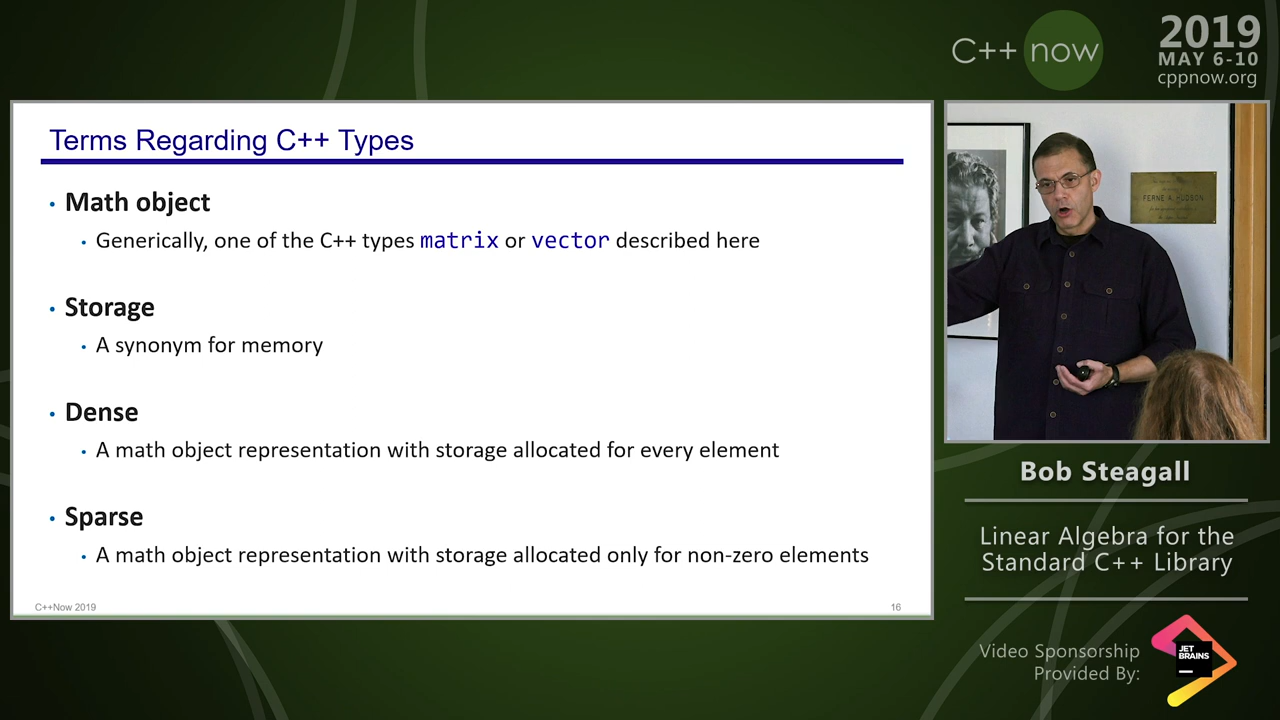 C++ now
2019
MAY 6-10
cppnow.org
Terms Regarding C++ Types
• Math object
• Generically, one of the C++ types matrix or vector described here
• Storage
• A synonym for memory
• Dense
• A math object representation with storage allocated for every element
• Sparse
• A math object representation with storage allocated only for non-zero elements
C++Now 2019
16
FERNE A. HUDSON
Bob Steagall
Linear Algebra for the
Standard C++ Library
Video Sponsorship
Provided By:
JET
BRAINS